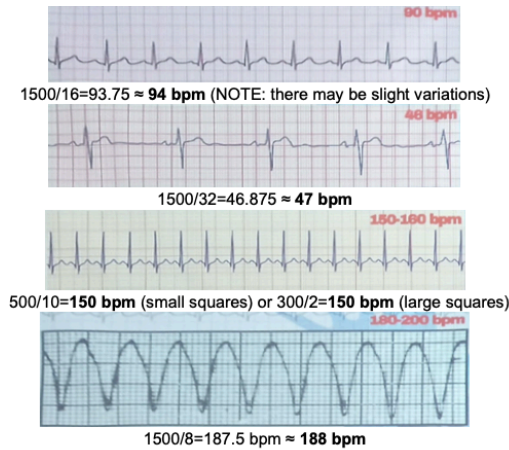 90 bpm
1500/16=93.75 ≈ 94 bpm (NOTE: there may be slight variations)
46 bpm
1500/32=46.875 ≈ 47 bpm
150-160 bpm
500/10=150 bpm (small squares) or 300/2=150 bpm (large squares)
180-200 bpm
1500/8=187.5 bpm ≈ 188 bpm